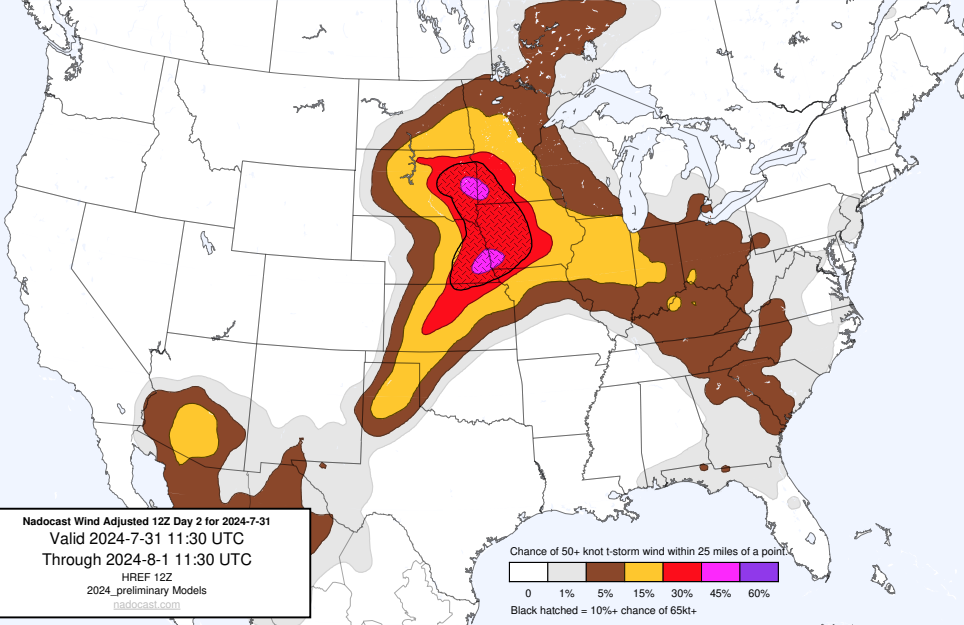 Nadocast Wind Adjusted 12Z Day 2 for 2024-7-31
Valid 2024-7-31 11:30 UTC
Through 2024-8-1 11:30 UTC
HREF 12Z
2024_preliminary Models
nadocast.com
Chance of 50+ knot t-storm wind within 25 miles of a point.
0 1% 5% 15% 30% 45% 60%
Black hatched = 10%+ chance of 65kt+